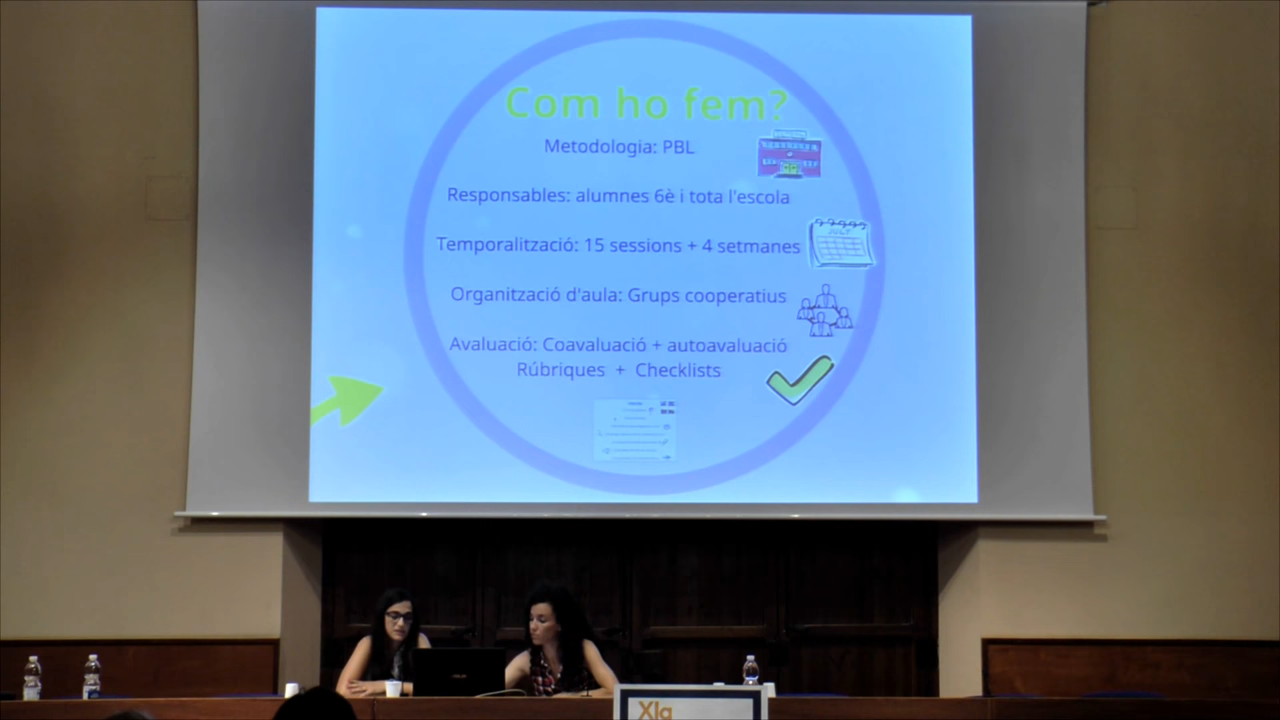 Com ho fem?
Metodologia: PBL
Responsables: alumnes 6è i tota l'escola
JULY
Temporalització: 15 sessions + 4 setmanes
Organització d'aula: Grups cooperatius
Avaluació: Coavaluació + autoavaluació
Rúbriques + Checklists
XIa